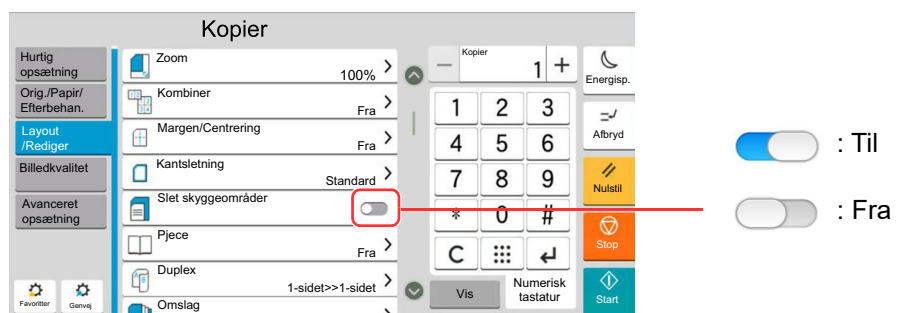 Kopier
Hurtig
opsætning
Orig./Papir/
Efterbehan.
Layout
/Rediger
Billedkvalitet
Avanceret
opsætning
Favoritter
Genvej
Zoom
100%
Kombiner
Fra
Margen/Centrering
Fra
Kantsletning
Standard
Slet skyggeområder
Pjece
Fra
Duplex
1-sidet>>1-sidet
Omslag
Kopier
− 1 +
1 2 3
4 5 6
7 8 9
* 0 #
C
Vis
Numerisk
tastatur
Energisp.
Afbryd
Nulstil
Stop
Start
: Til
: Fra